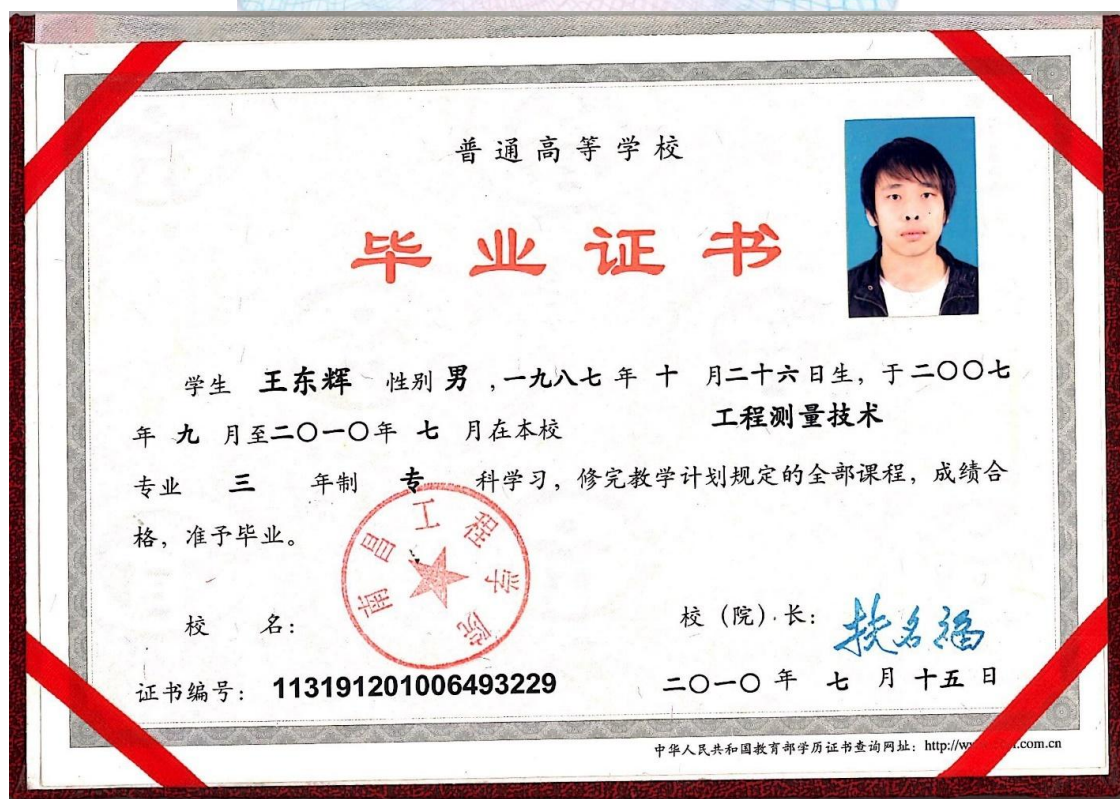 普通高等学校
毕业证书
学生 王东辉 性别 男 ,一九八七 年 十 月二十六日生，于二〇〇七
年 九 月至二〇一〇年 七 月在本校 工程测量技术
专业 三 年制 专 科学习，修完教学计划规定的全部课程，成绩合
格，准予毕业。
南昌工程学院
校 名：
校（院）长：
证书编号： 113191201006493229
二〇一〇 年 七 月 十五 日
中华人民共和国教育部学历证书查询网址：http://w .com.cn